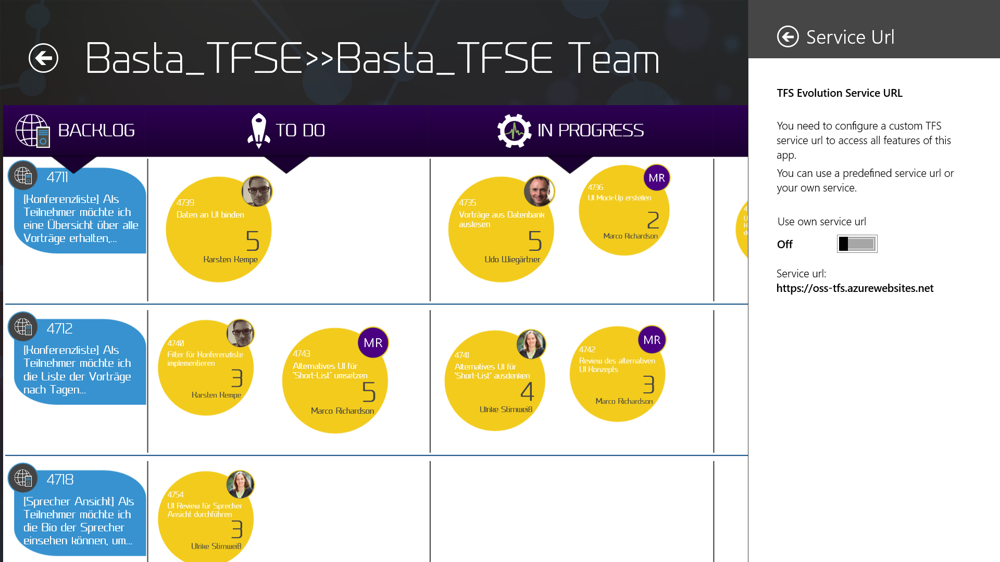 Basta_TFSE>>Basta_TFSE Team
BACKLOG
TO DO
IN PROGRESS
4711
[Konferenzliste] Als
Teilnehmer möchte ich
eine Übersicht über alle
Vorträge erhalten,...
4739
Daten an UI binden
5
Karsten Kempe
4735
Vorträge aus Datenbank
auslesen
5
Udo Wiegärtner
MR
4736
UI Mock-Up erstellen
2
Marco Richardson
4712
[Konferenzliste] Als
Teilnehmer möchte ich
die Liste der Vorträge
nach Tagen...
4740
Filter für Konferenzliste
implementieren
3
Karsten Kempe
MR
4743
Alternatives UI für
"Short-List" umsetzen
5
Marco Richardson
4741
Alternatives UI für
"Short-List" ausdenken
4
Ulrike Stirnweiß
MR
4742
Review des alternativen
UI Konzepts
3
Marco Richardson
4718
[Sprecher Ansicht] Als
Teilnehmer möchte ich
die Bio der Sprecher
einsehen können, um...
4754
UI Review für Sprecher
Ansicht durchführen
3
Ulrike Stirnweiß
Service Url
TFS Evolution Service URL
You need to configure a custom TFS
service url to access all features of this
app.
You can use a predefined service url or
your own service.
Use own service url
Off
Service url:
https://oss-tfs.azurewebsites.net